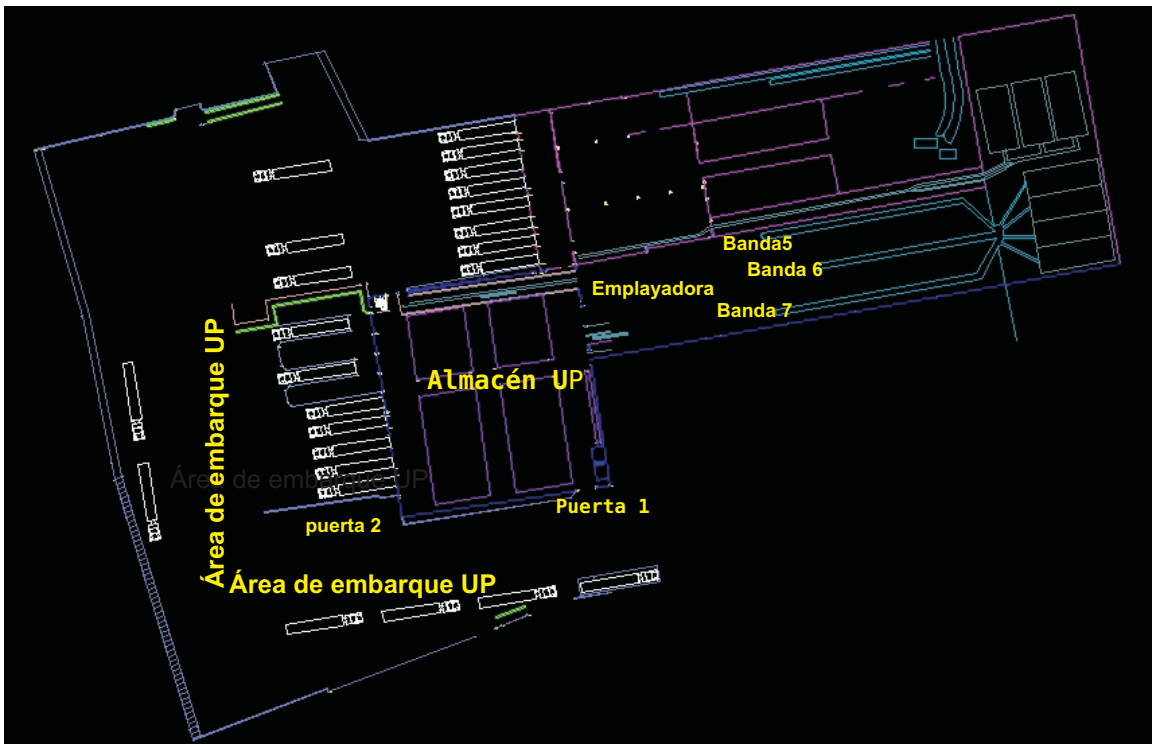 Banda5
Banda 6
Emplayadora
Banda 7
Área de embarque UP
Almacén UP
Área de embarque UP
Puerta 1
puerta 2
Área de embarque UP